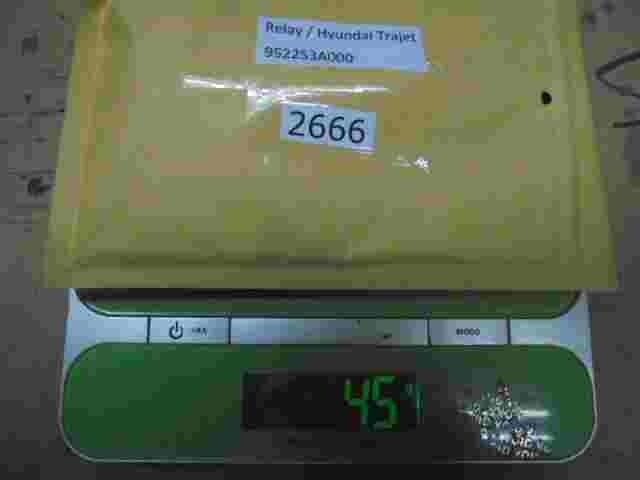 Relay / Hyundai Trajet
952253A000
2666
MODE
45